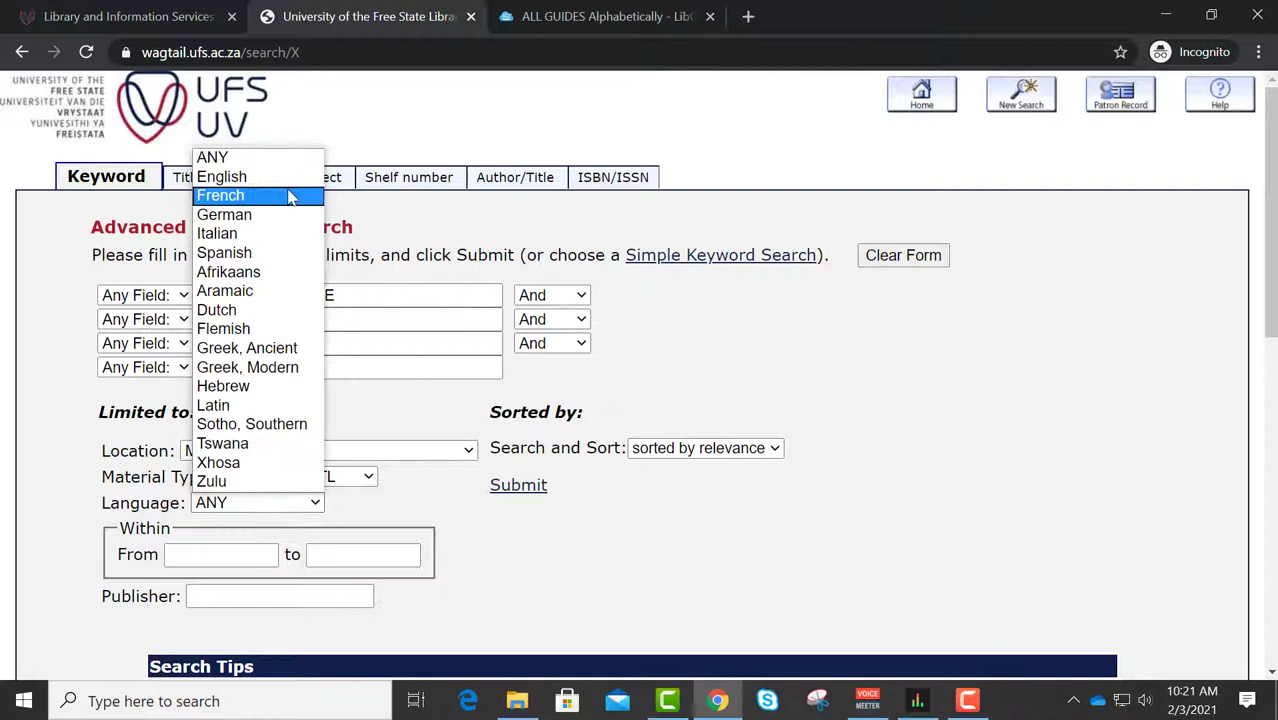 Library and Information Services
University of the Free State Libra
ALL GUIDES Alphabetically - LibG
wagtail.ufs.ac.za/search/X
Incognito
UNIVERSITY OF THE
FREE STATE
UNIVERSITEIT VAN DIE
VRYSTAAT
YUNIVESITHI YA
FREISTATA
UFS
UV
Home
New Search
Patron Record
Help
Keyword
Titl
ect
Shelf number
Author/Title
ISBN/ISSN
ANY
English
French
German
Italian
Spanish
Afrikaans
Aramaic
Dutch
Flemish
Greek, Ancient
Greek, Modern
Hebrew
Latin
Sotho, Southern
Tswana
Xhosa
Zulu
Advanced rch
Please fill in limits, and click Submit (or choose a Simple Keyword Search).
Clear Form
Any Field: E And
Any Field: And
Any Field: And
Any Field:
Limited to:
Sorted by:
Location: M
Search and Sort: sorted by relevance
Material Typ TL
Submit
Language: ANY
Within
From to
Publisher:
Search Tips
Type here to search
VOICE
MEETER
10:21 AM
2/3/2021